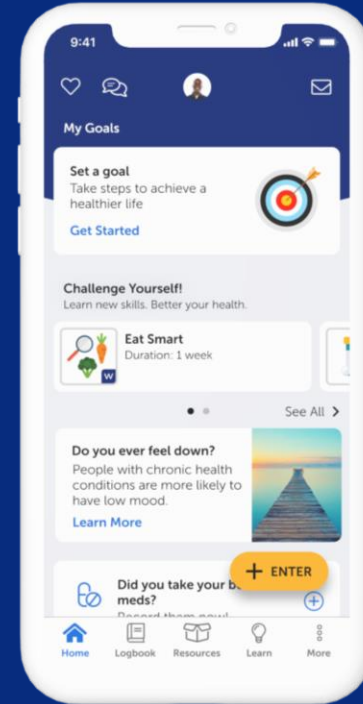 9:41
My Goals
Set a goal
Take steps to achieve a
healthier life
Get Started
Challenge Yourself!
Learn new skills. Better your health.
Eat Smart
Duration: 1 week
W
See All
Do you ever feel down?
People with chronic health
conditions are more likely to
have low mood.
Learn More
Did you take your
meds?
Record them now!
+ ENTER
Home
Logbook
Resources
Learn
More